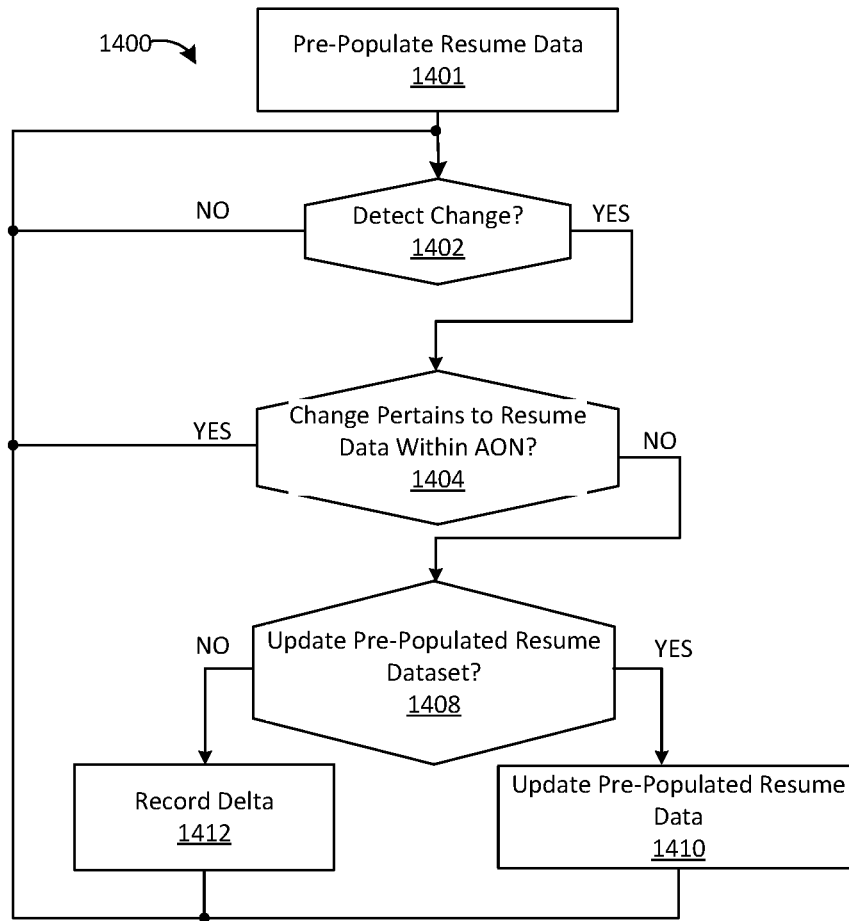 1400
Pre-Populate Resume Data
1401
NO
Detect Change?
YES
1402
YES
Change Pertains to Resume
Data Within AON?
NO
1404
NO
Update Pre-Populated Resume
Dataset?
YES
1408
Record Delta
1412
Update Pre-Populated Resume
Data
1410